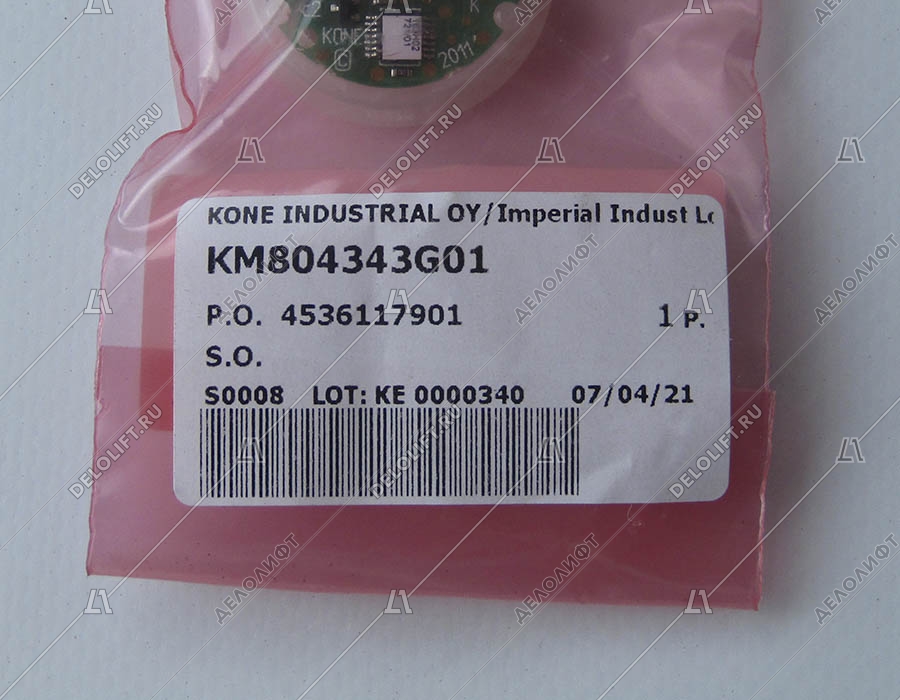 K
KONE
©
2011
KONE INDUSTRIAL OY/Imperial Indust Lo
KM804343G01
P.O. 4536117901 1 P.
S.O.
S0008 LOT: KE 0000340 07/04/21
DELOLIFT.RU
ДЕЛОЛИФТ